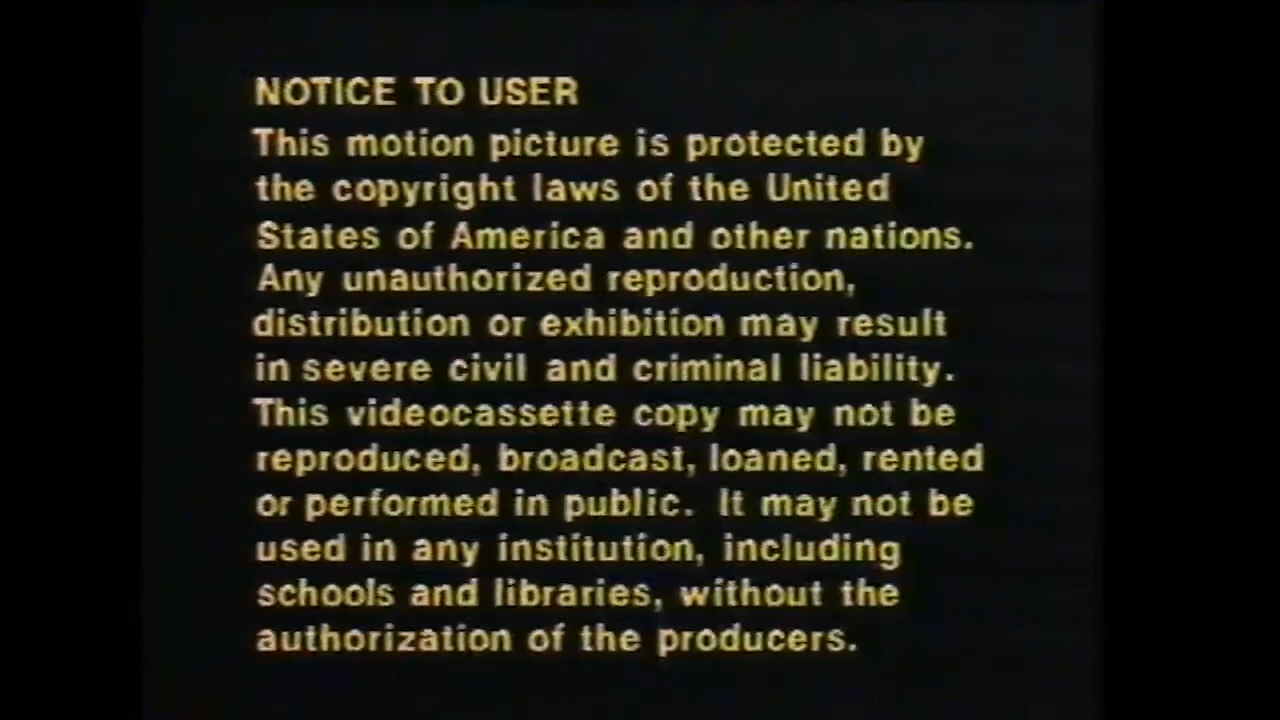 NOTICE TO USER
This motion picture is protected by
the copyright laws of the United
States of America and other nations.
Any unauthorized reproduction,
distribution or exhibition may result
in severe civil and criminal liability.
This videocassette copy may not be
reproduced, broadcast, loaned, rented
or performed in public. It may not be
used in any institution, including
schools and libraries, without the
authorization of the producers.